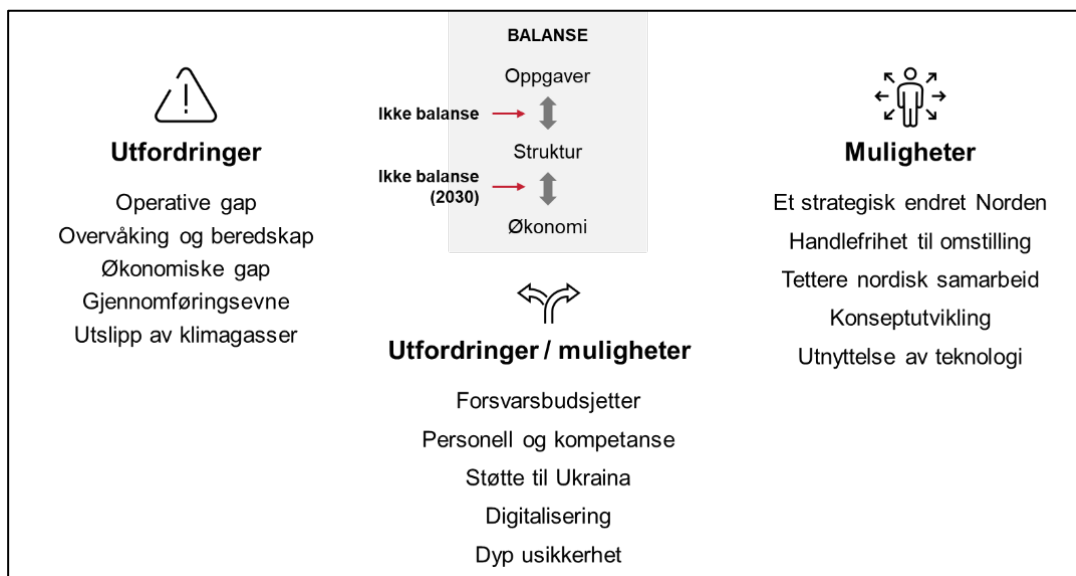 BALANSE
Oppgaver
Ikke balanse
Struktur
Ikke balanse
(2030)
Økonomi
Utfordringer
Operative gap
Overvåking og beredskap
Økonomiske gap
Gjennomføringsevne
Utslipp av klimagasser
Utfordringer / muligheter
Forsvarsbudsjetter
Personell og kompetanse
Støtte til Ukraina
Digitalisering
Dyp usikkerhet
Muligheter
Et strategisk endret Norden
Handlefrihet til omstilling
Tettere nordisk samarbeid
Konseptutvikling
Utnyttelse av teknologi